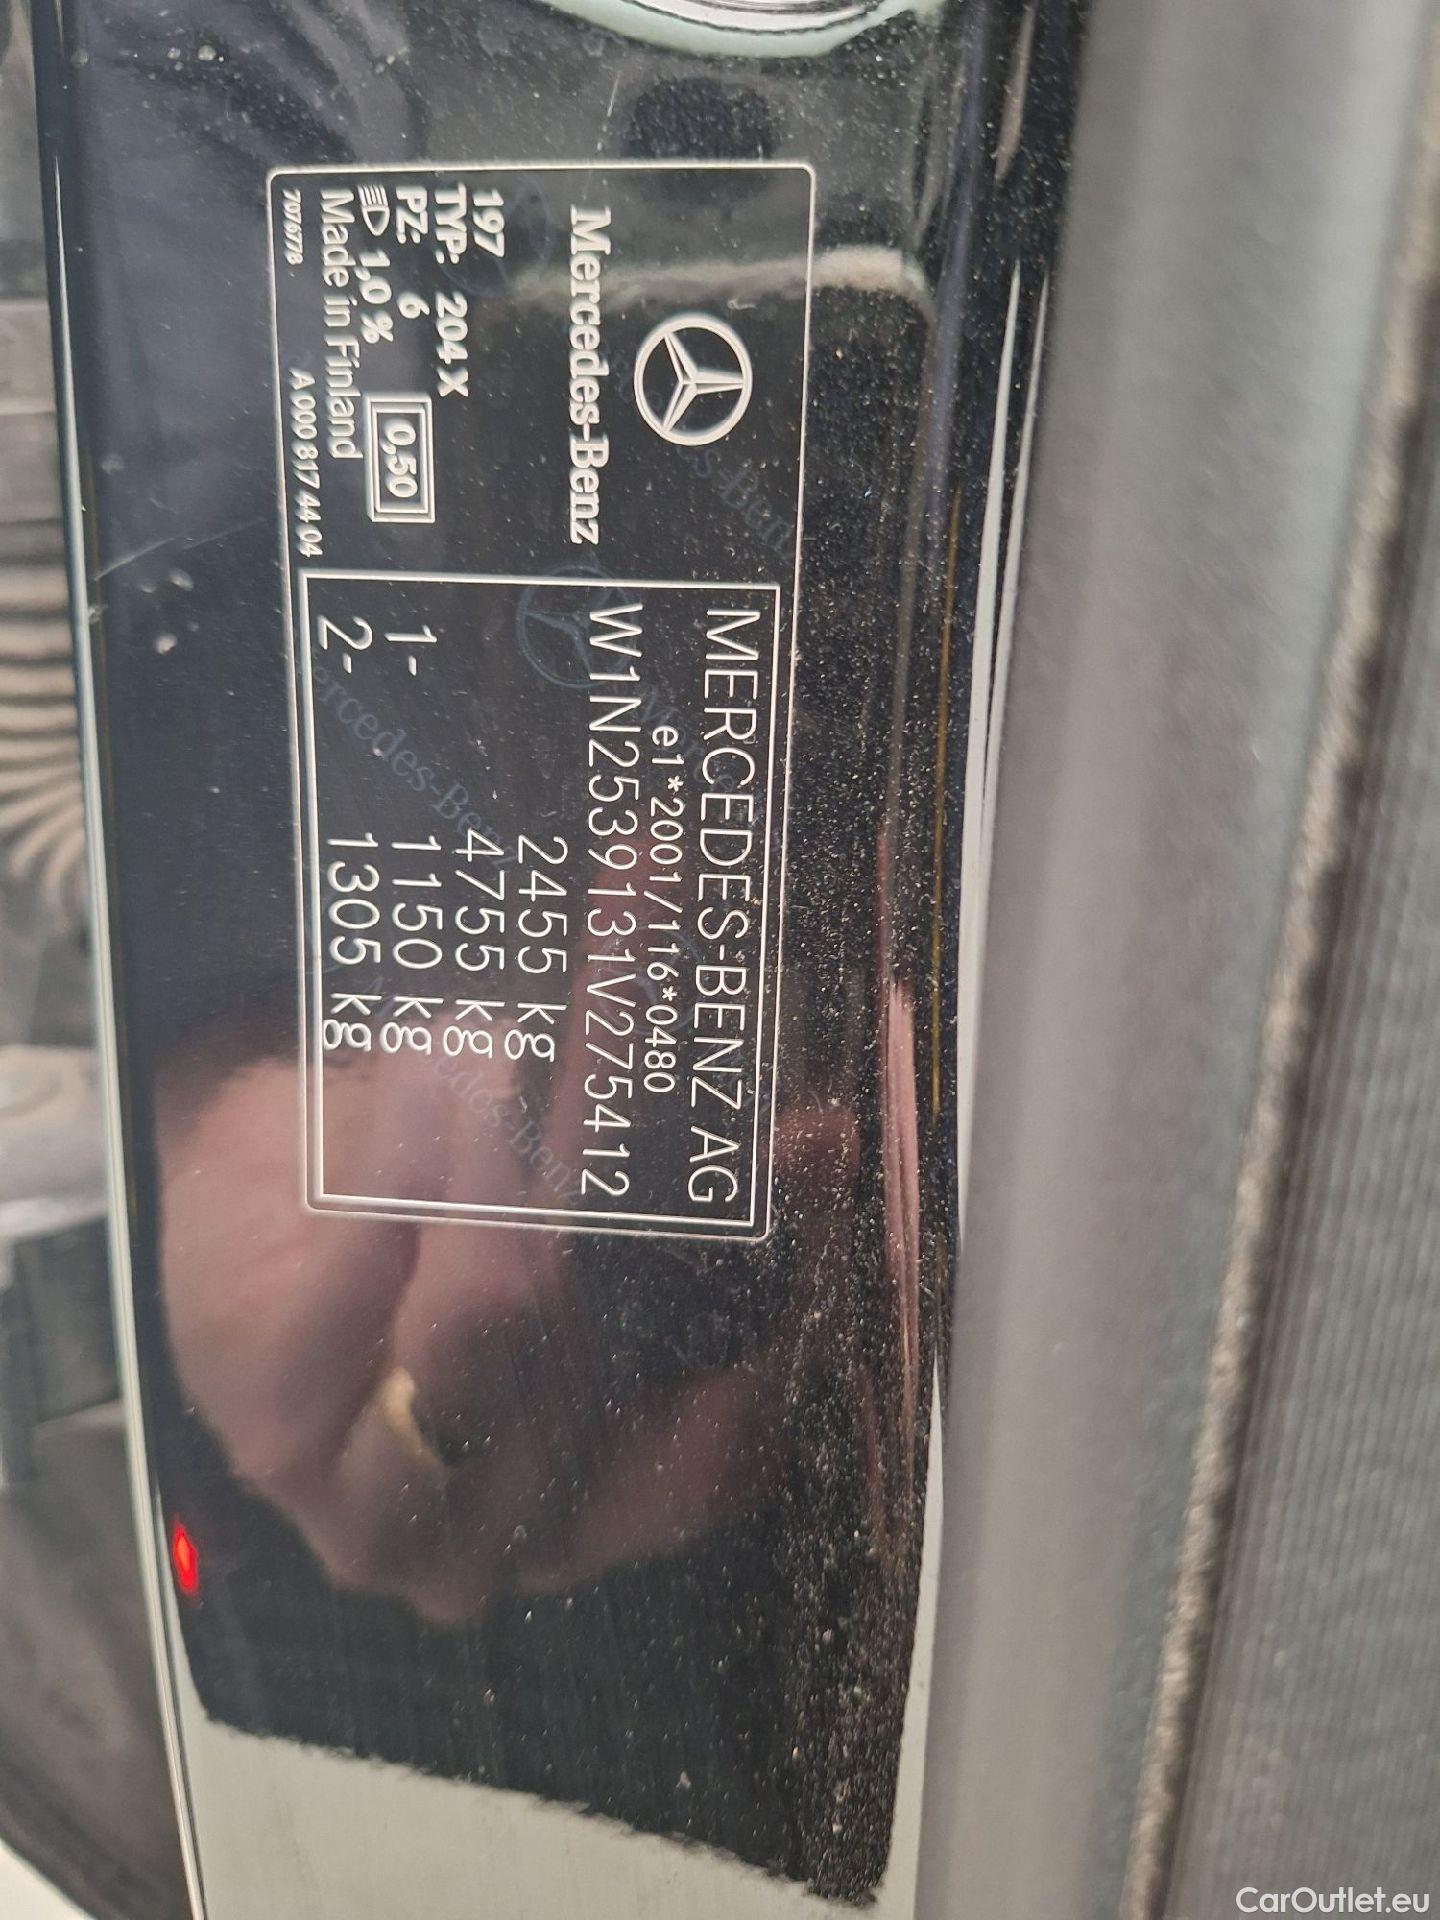 Mercedes-Benz
197
TYP: 204 X
PZ: 6
1,0 %
0,50
Made in Finland
7076778 A 000 817 44 04
MERCEDES-BENZ AG
e1*2001/116*0480
W1N2539131V275412
2455 kg
4755 kg
1- 1150 kg
2- 1305 kg
CarOutlet.eu